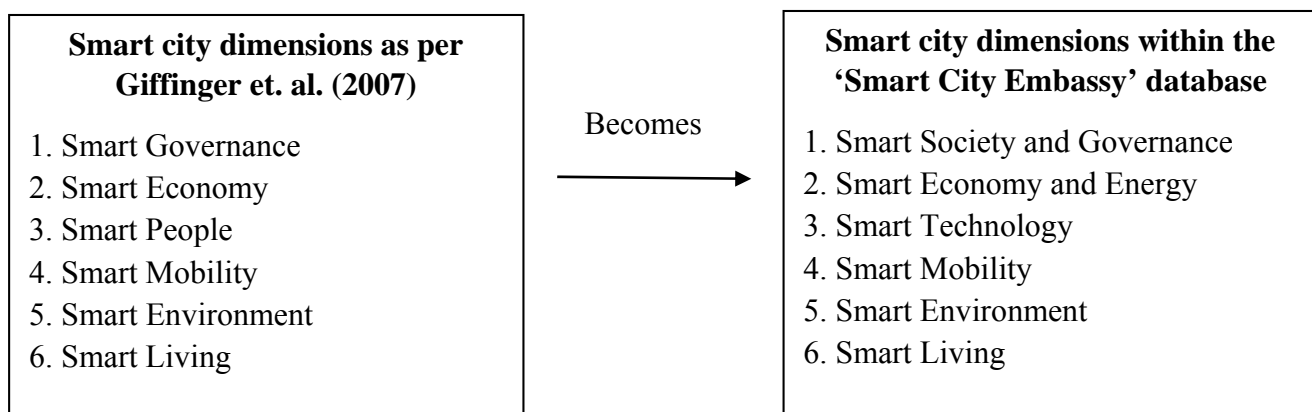 Smart city dimensions as per
Giffinger et. al. (2007)
1. Smart Governance
2. Smart Economy
3. Smart People
4. Smart Mobility
5. Smart Environment
6. Smart Living
Becomes
Smart city dimensions within the
‘Smart City Embassy’ database
1. Smart Society and Governance
2. Smart Economy and Energy
3. Smart Technology
4. Smart Mobility
5. Smart Environment
6. Smart Living